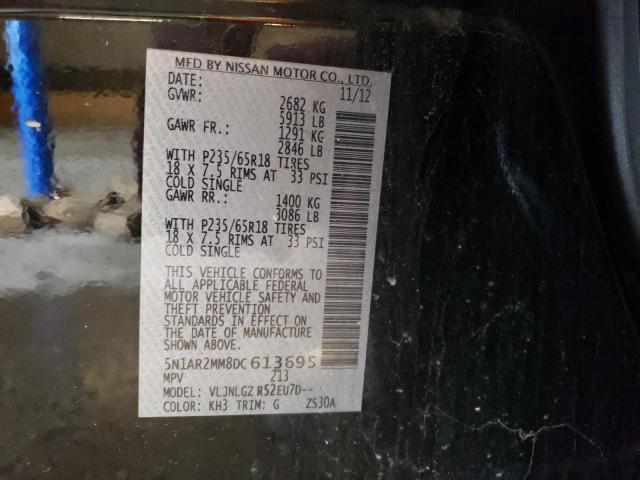 MFD BY NISSAN MOTOR CO., LTD.
DATE: 11/12
GVWR: 2682 KG
5913 LB
GAWR FR.: 1291 KG
2846 LB
WITH P235/65R18 TIRES
18 X 7.5 RIMS AT 33 PSI
COLD SINGLE
GAWR RR.: 1400 KG
3086 LB
WITH P235/65R18 TIRES
18 X 7.5 RIMS AT 33 PSI
COLD SINGLE
THIS VEHICLE CONFORMS TO
ALL APPLICABLE FEDERAL
MOTOR VEHICLE SAFETY AND
THEFT PREVENTION
STANDARDS IN EFFECT ON
THE DATE OF MANUFACTURE
SHOWN ABOVE.
5N1AR2MM8DC613695
MPV 213
MODEL: VLJNLGZ R52EU7D--
COLOR: KH3 TRIM: G ZS30A